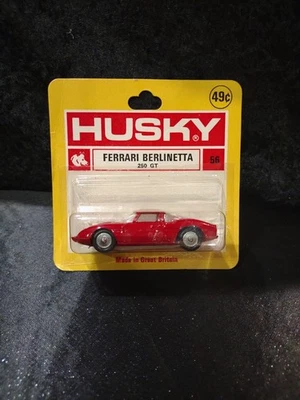 49¢
HUSKY
FERRARI BERLINETTA 56
250 GT
Made in Great Britain